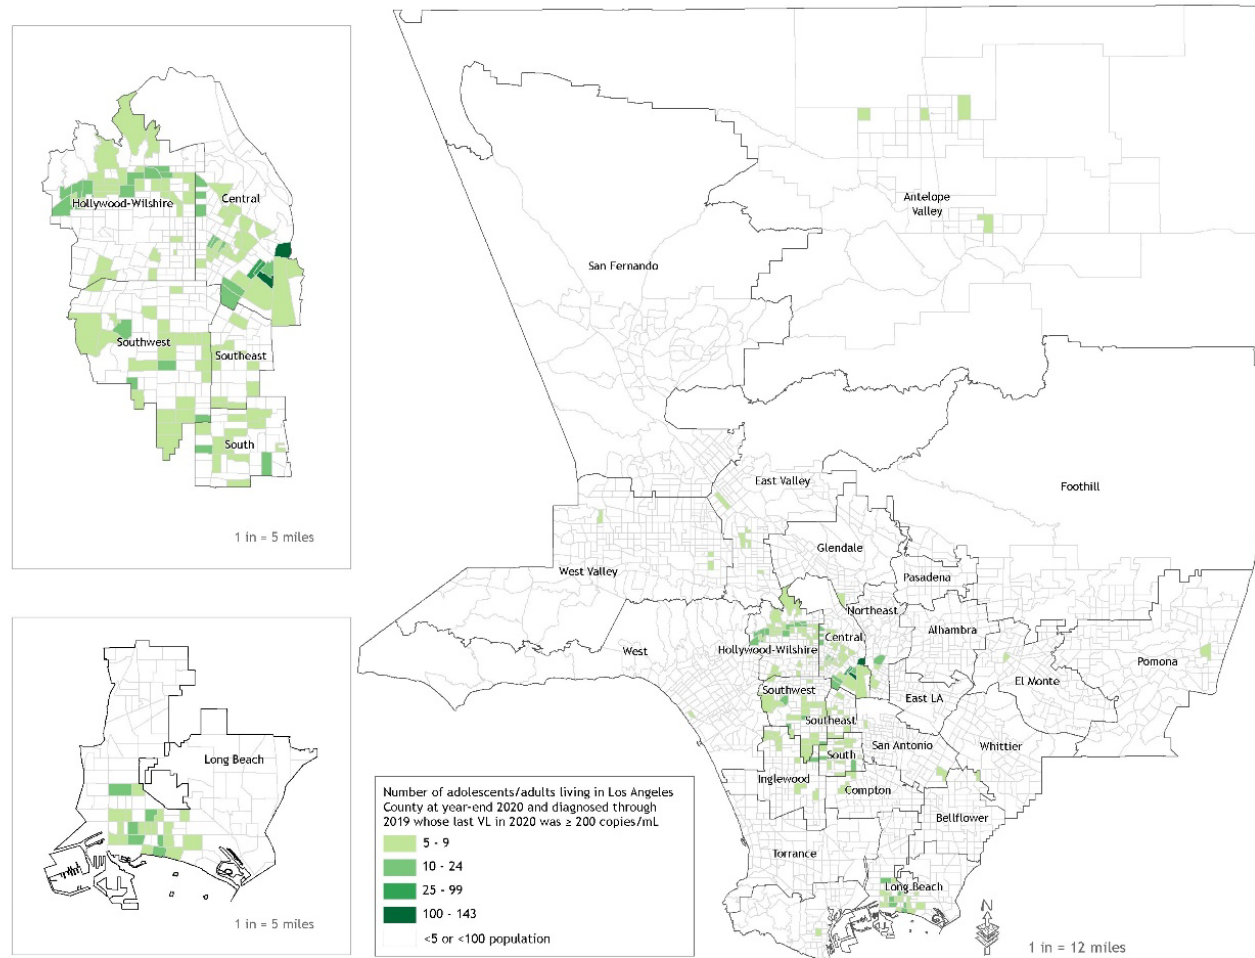 Hollywood-Wilshire
Central
Southwest
Southeast
South
1 in = 5 miles
Long Beach
1 in = 5 miles
Antelope
Valley
San Fernando
East Valley
Foothill
Glendale
West Valley
Pasadena
Northeast
Alhambra
West
Central
Hollywood-Wilshire
Pomona
El Monte
Southwest
East LA
Southeast
San Antonio
Whittier
South
Inglewood
Compton
Bellflower
Torrance
Long Beach
N
1 in = 12 miles
Number of adolescents/adults living in Los Angeles
County at year-end 2020 and diagnosed through
2019 whose last VL in 2020 was ≥ 200 copies/mL
5 - 9
10 - 24
25 - 99
100 - 143
<5 or <100 population